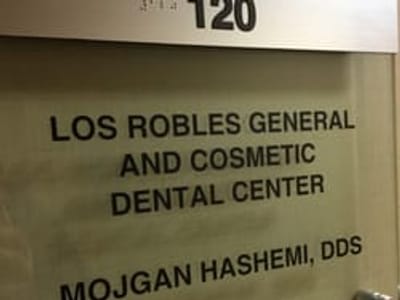 120
LOS ROBLES GENERAL
AND COSMETIC
DENTAL CENTER
MOJGAN HASHEMI, DDS